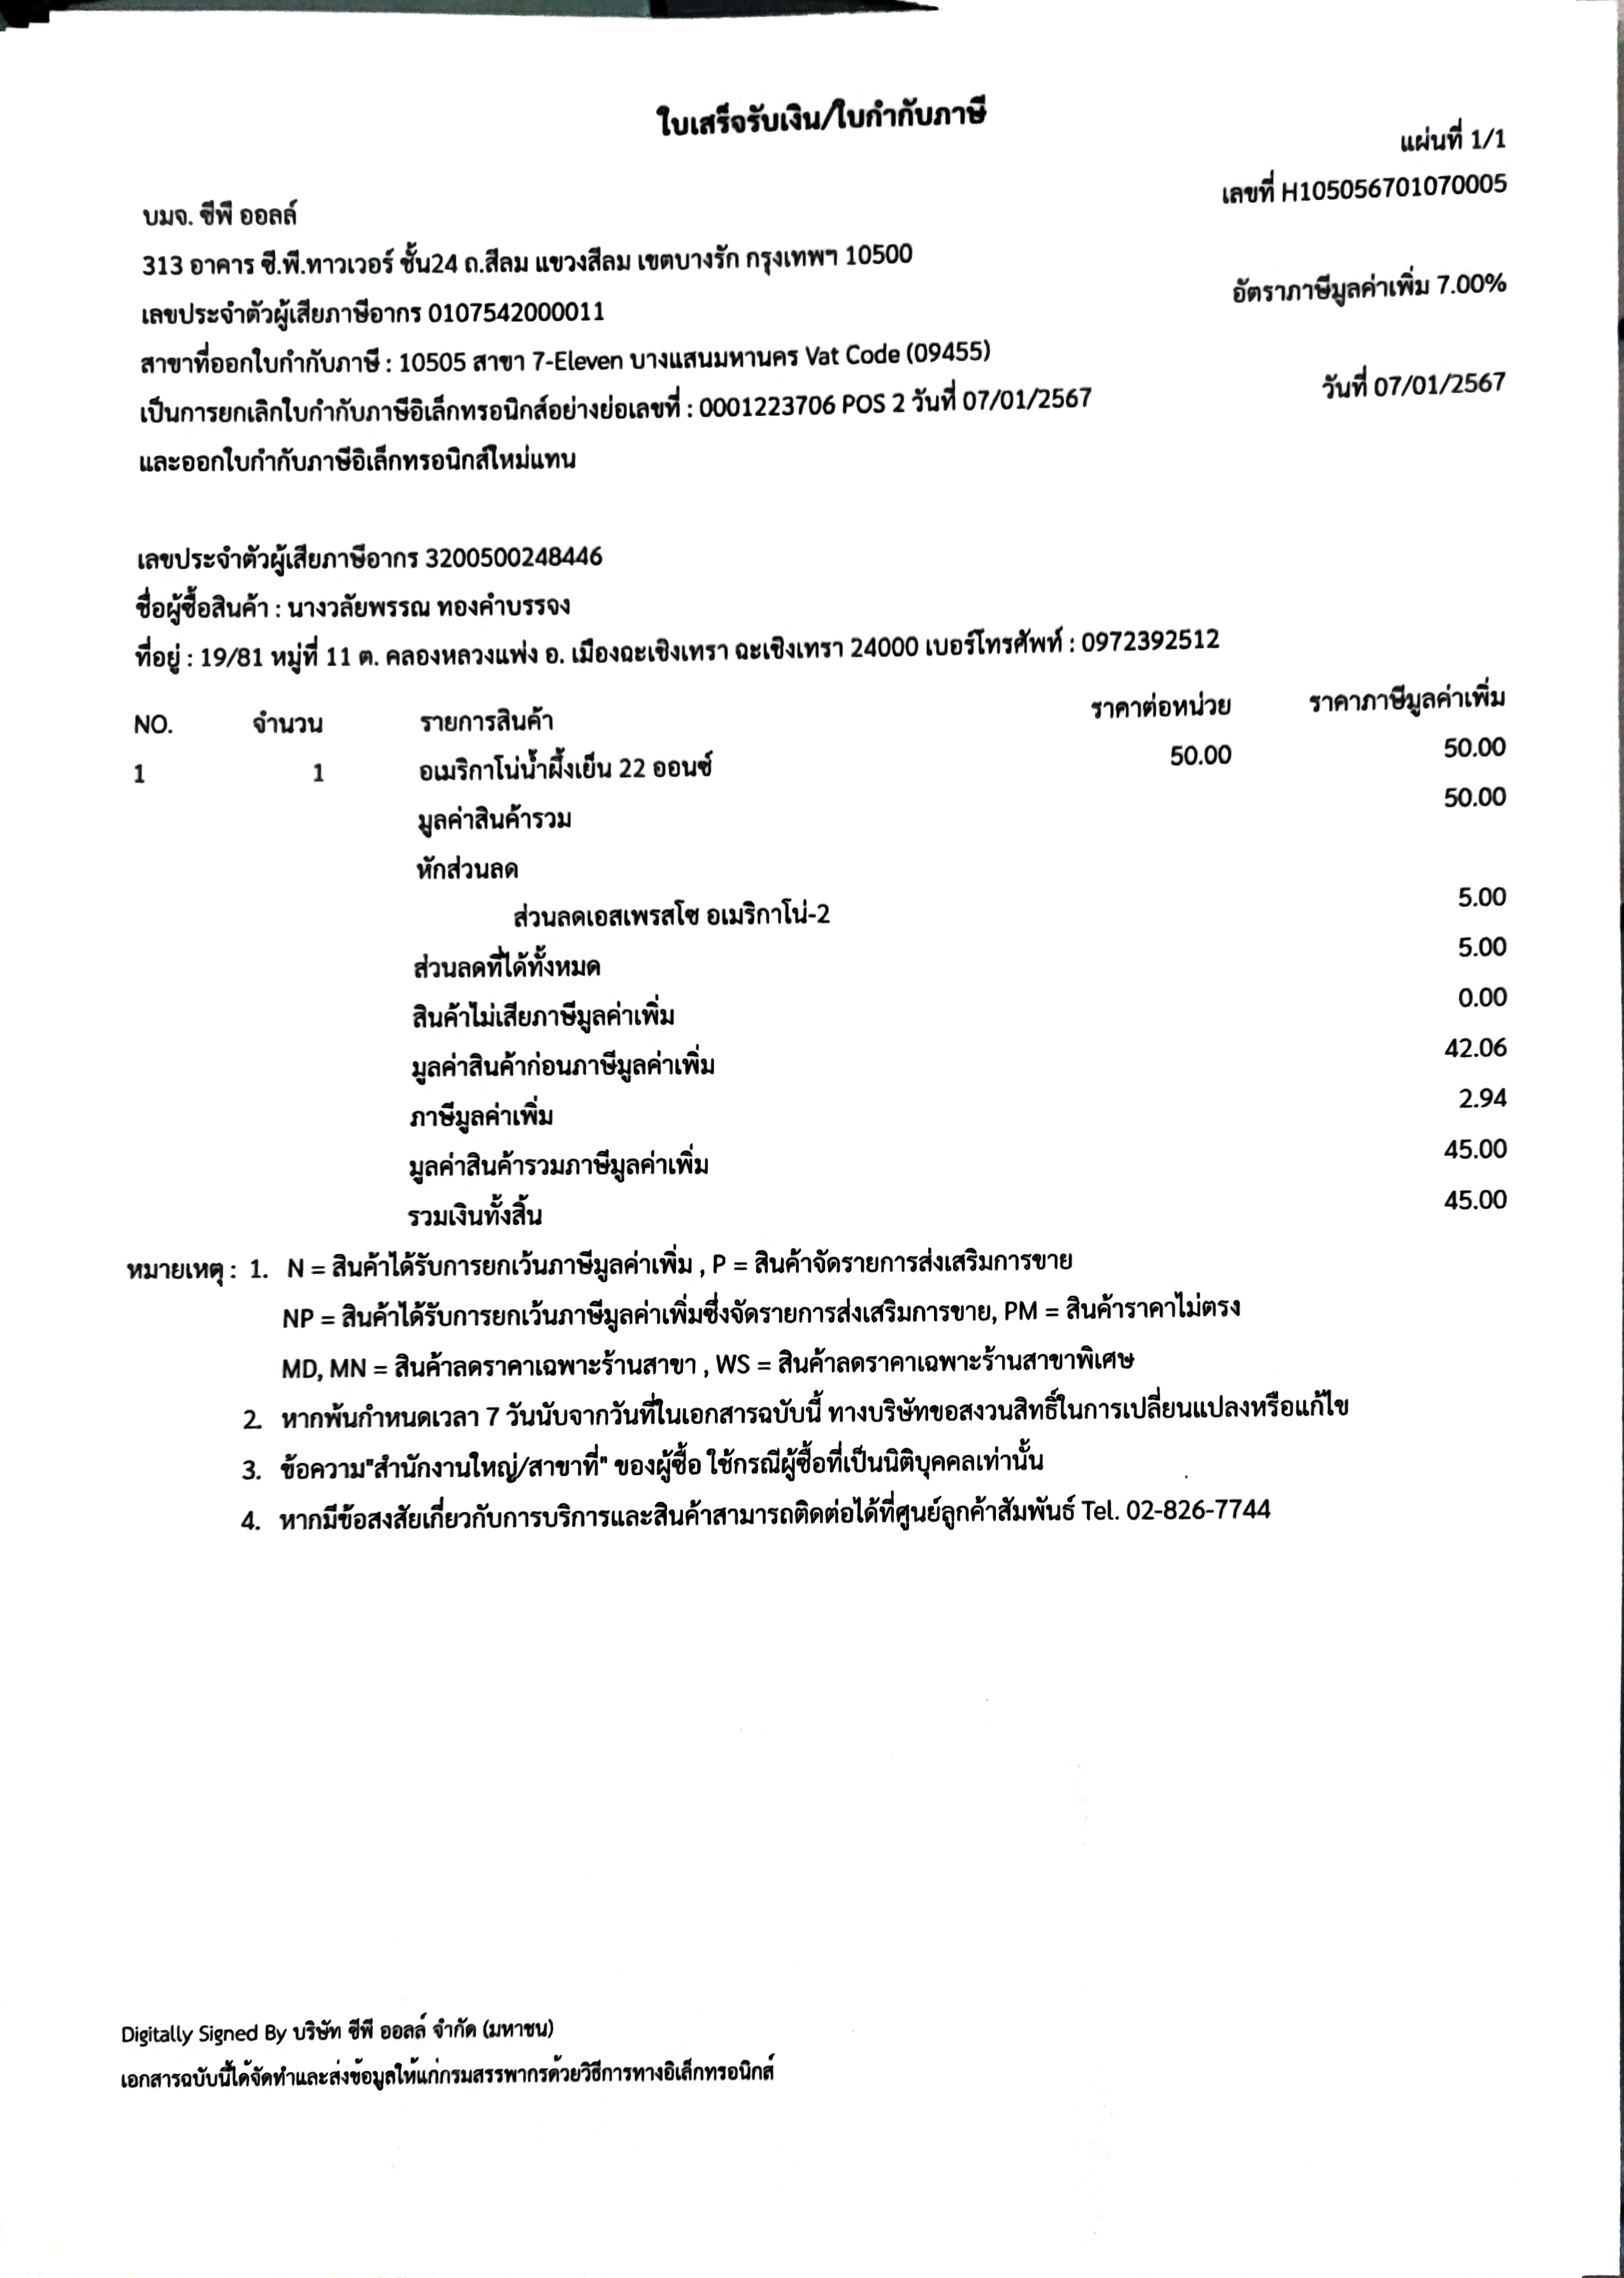 ใบเสร็จรับเงิน/ใบกำกับภาษี
แผ่นที่ 1/1
เลขที่ H105056701070005
บมจ. ซีพี ออลล์
313 อาคาร ซี.พี.ทาวเวอร์ ชั้น24 ถ.สีลม แขวงสีลม เขตบางรัก กรุงเทพฯ 10500
อัตราภาษีมูลค่าเพิ่ม 7.00%
เลขประจำตัวผู้เสียภาษีอากร 0107542000011
สาขาที่ออกใบกำกับภาษี : 10505 สาขา 7-Eleven บางแสนมหานคร Vat Code (09455)
เป็นการยกเลิกใบกำกับภาษีอิเล็กทรอนิกส์อย่างย่อเลขที่ : 0001223706 POS 2 วันที่ 07/01/2567 วันที่ 07/01/2567
และออกใบกำกับภาษีอิเล็กทรอนิกส์ใหม่แทน
เลขประจำตัวผู้เสียภาษีอากร 3200500248446
ชื่อผู้ซื้อสินค้า : นางวลัยพรรณ ทองคำบรรจง
ที่อยู่ : 19/81 หมู่ที่ 11 ต. คลองหลวงแพ่ง อ. เมืองฉะเชิงเทรา ฉะเชิงเทรา 24000 เบอร์โทรศัพท์ : 0972392512
NO. จำนวน รายการสินค้า ราคาต่อหน่วย ราคาภาษีมูลค่าเพิ่ม
1 1 อเมริกาโน่น้ำผึ้งเย็น 22 ออนซ์ 50.00 50.00
มูลค่าสินค้ารวม 50.00
หักส่วนลด
ส่วนลดเอสเพรสโซ อเมริกาโน่-2 5.00
ส่วนลดที่ได้ทั้งหมด 5.00
สินค้าไม่เสียภาษีมูลค่าเพิ่ม 0.00
มูลค่าสินค้าก่อนภาษีมูลค่าเพิ่ม 42.06
ภาษีมูลค่าเพิ่ม 2.94
มูลค่าสินค้ารวมภาษีมูลค่าเพิ่ม 45.00
รวมเงินทั้งสิ้น 45.00
หมายเหตุ : 1. N = สินค้าได้รับการยกเว้นภาษีมูลค่าเพิ่ม , P = สินค้าจัดรายการส่งเสริมการขาย
NP = สินค้าได้รับการยกเว้นภาษีมูลค่าเพิ่มซึ่งจัดรายการส่งเสริมการขาย, PM = สินค้าราคาไม่ตรง
MD, MN = สินค้าลดราคาเฉพาะร้านสาขา , WS = สินค้าลดราคาเฉพาะร้านสาขาพิเศษ
2. หากพ้นกำหนดเวลา 7 วันนับจากวันที่ในเอกสารฉบับนี้ ทางบริษัทขอสงวนสิทธิ์ในการเปลี่ยนแปลงหรือแก้ไข
3. ข้อความ"สำนักงานใหญ่/สาขาที่" ของผู้ซื้อ ใช้กรณีผู้ซื้อที่เป็นนิติบุคคลเท่านั้น
4. หากมีข้อสงสัยเกี่ยวกับการบริการและสินค้าสามารถติดต่อได้ที่ศูนย์ลูกค้าสัมพันธ์ Tel. 02-826-7744
Digitally Signed By บริษัท ซีพี ออลล์ จำกัด (มหาชน)
เอกสารฉบับนี้ได้จัดทำและส่งข้อมูลให้แก่กรมสรรพากรด้วยวิธีการทางอิเล็กทรอนิกส์